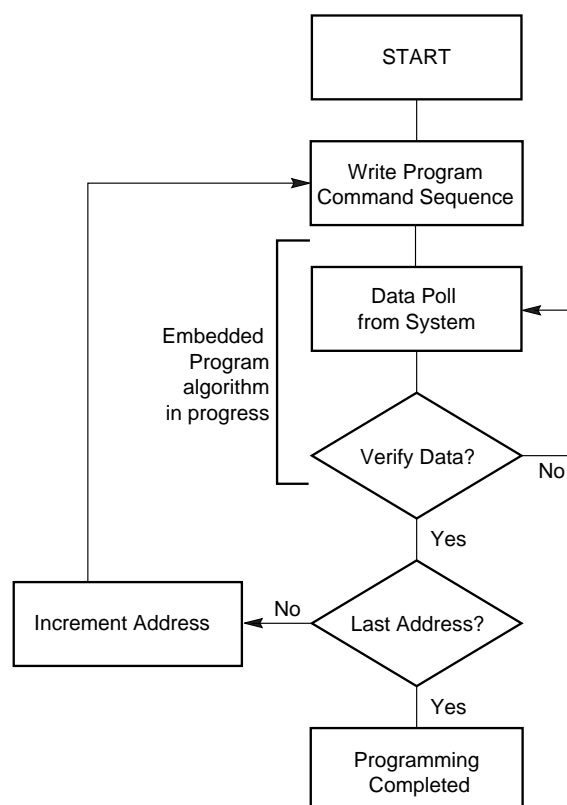 START
Write Program
Command Sequence
Data Poll
from System
Embedded
Program
algorithm
in progress
Verify Data?
No
Yes
Increment Address
No
Last Address?
Yes
Programming
Completed